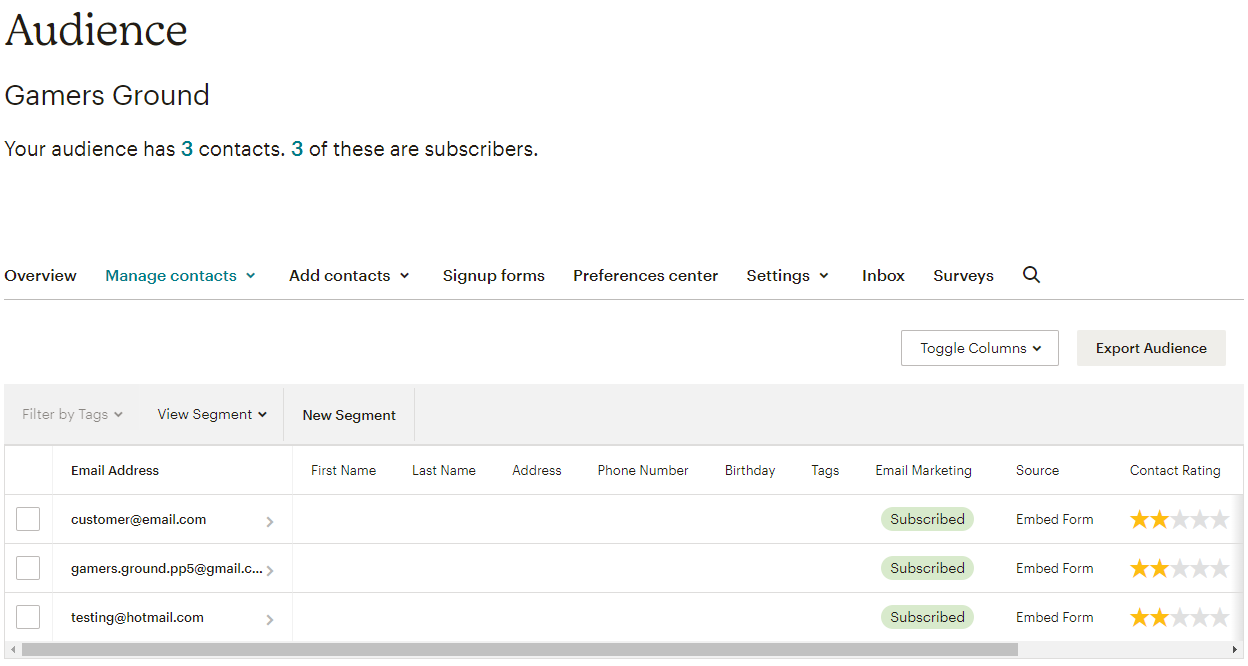 Audience
Gamers Ground
Your audience has 3 contacts. 3 of these are subscribers.
Overview Manage contacts Add contacts Signup forms Preferences center Settings Inbox Surveys
Toggle Columns Export Audience
Filter by Tags View Segment New Segment
Email Address First Name Last Name Address Phone Number Birthday Tags Email Marketing Source Contact Rating
customer@email.com Subscribed Embed Form
gamers.ground.pp5@gmail.c... Subscribed Embed Form
testing@hotmail.com Subscribed Embed Form